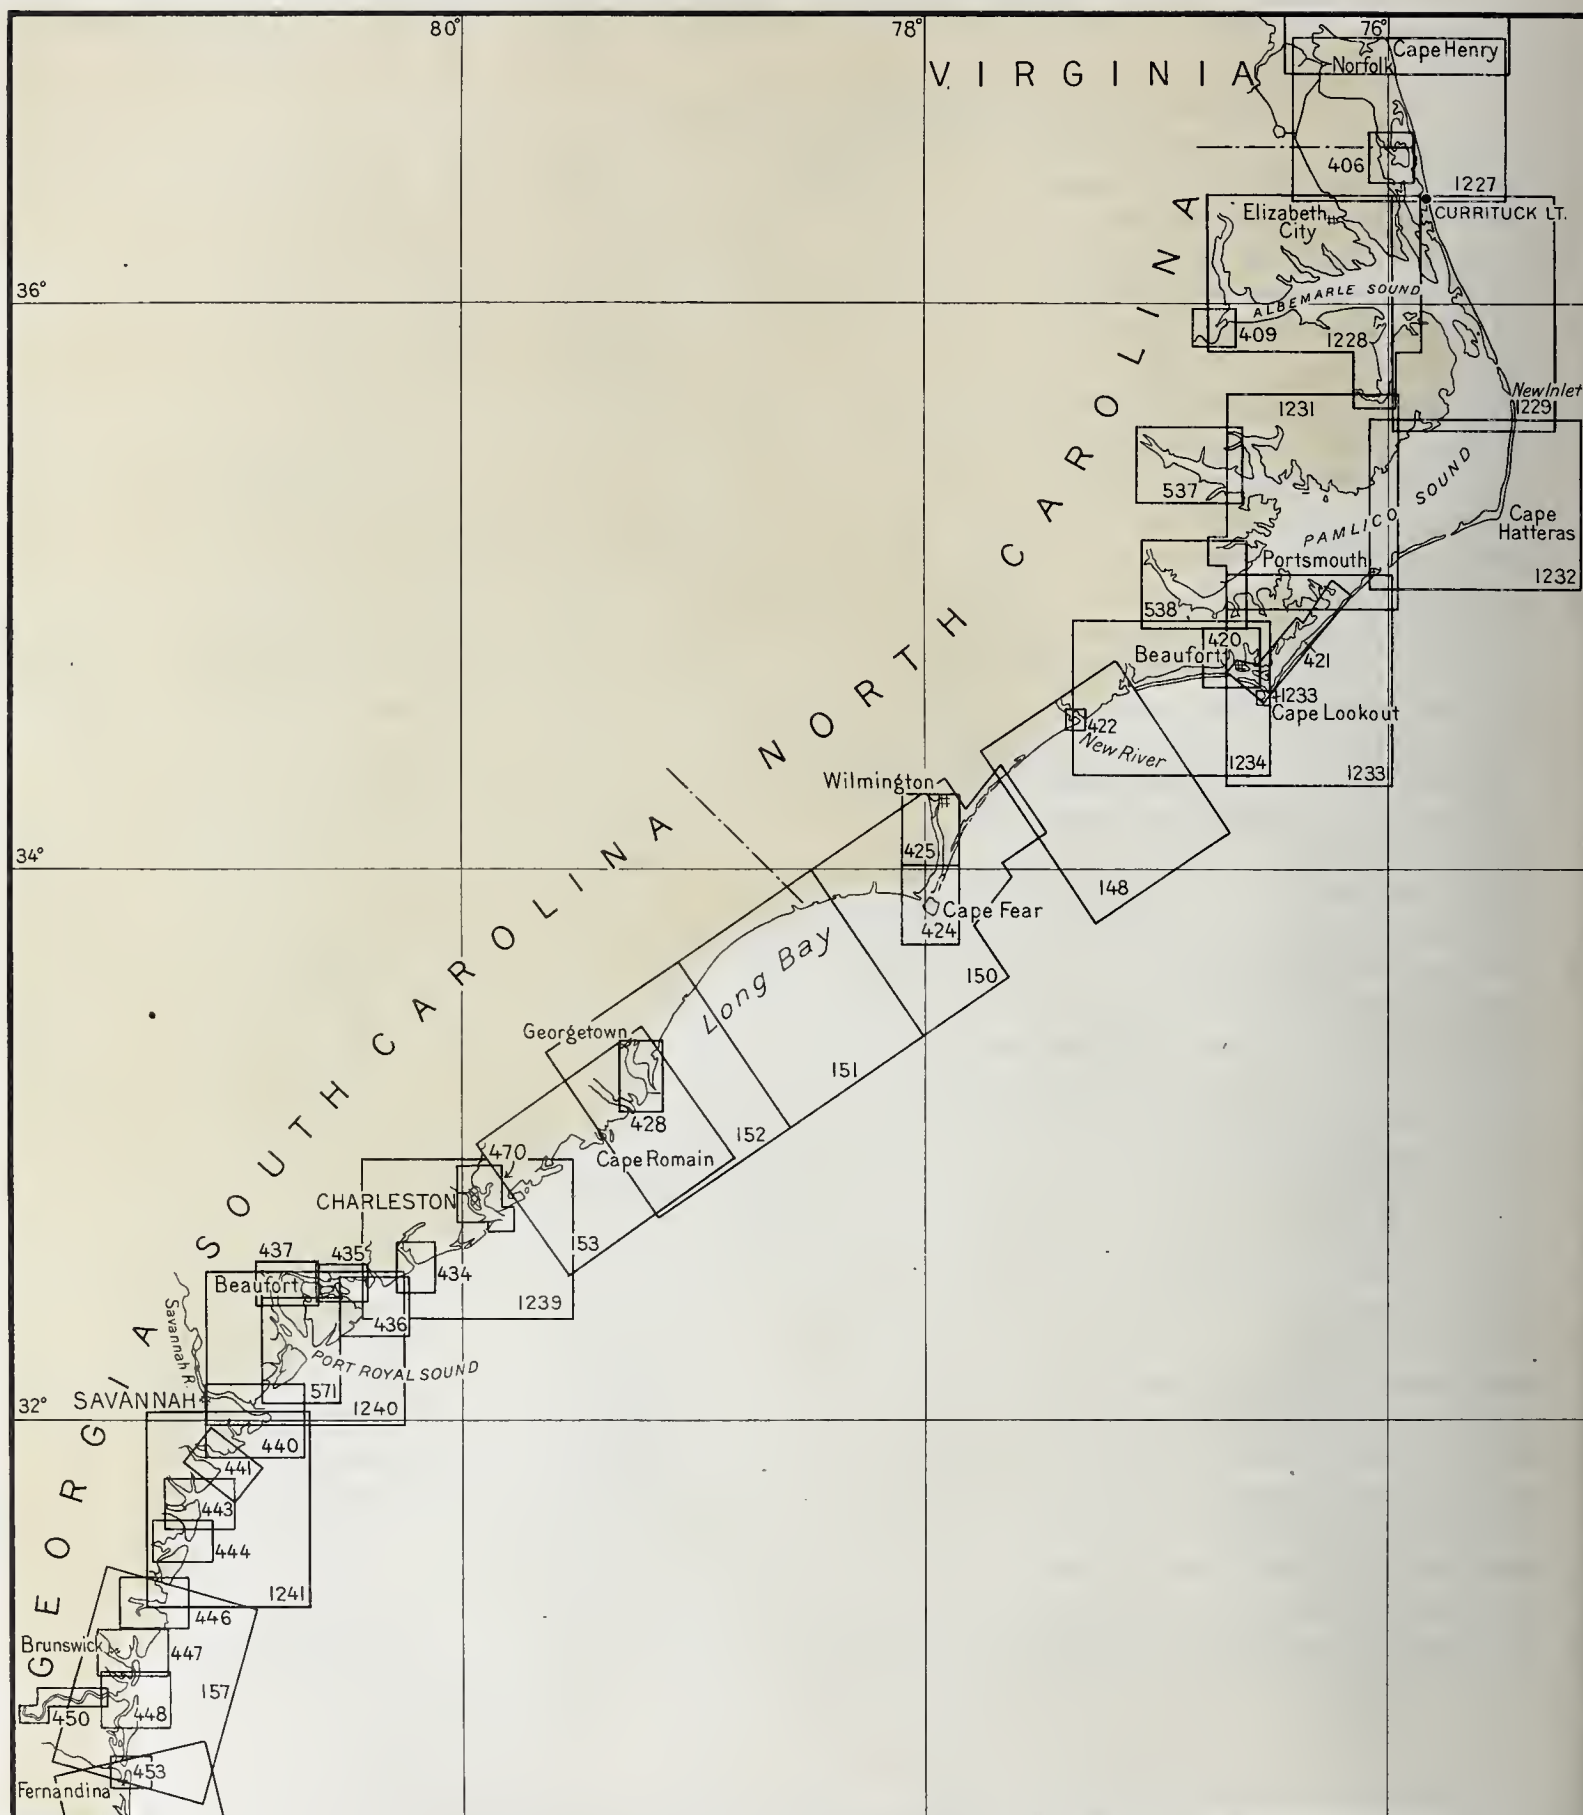 80°
78°
76°
VIRGINIA
Norfolk
Cape Henry
406
1227
CURRITUCK LT.
Elizabeth
City
36°
ALBEMARLE SOUND
409
1228
New Inlet
1229
1231
537
PAMLICO SOUND
Cape
Hatteras
1232
Portsmouth
538
420
Beaufort
421
1233
Cape Lookout
422
New River
1234
1233
NORTH CAROLINA
Wilmington
425
34°
148
Cape Fear
424
150
Long Bay
SOUTH CAROLINA
Georgetown
151
428
152
Cape Romain
470
CHARLESTON
53
437
435
434
Beaufort
1239
436
Savannah R.
PORT ROYAL SOUND
571
SAVANNAH
1240
32°
440
441
443
444
1241
GEORGIA
446
Brunswick
447
157
450
448
453
Fernandina